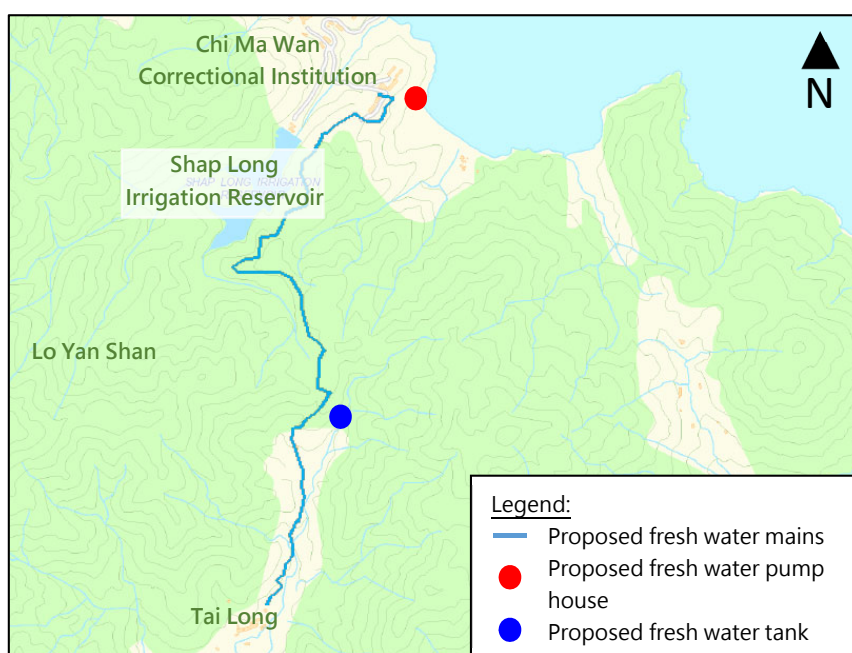 Chi Ma Wan
Correctional Institution
N
Shap Long
Irrigation Reservoir
SHAP LONG IRRIGATION
Lo Yan Shan
Tai Long
Legend:
Proposed fresh water mains
Proposed fresh water pump
house
Proposed fresh water tank